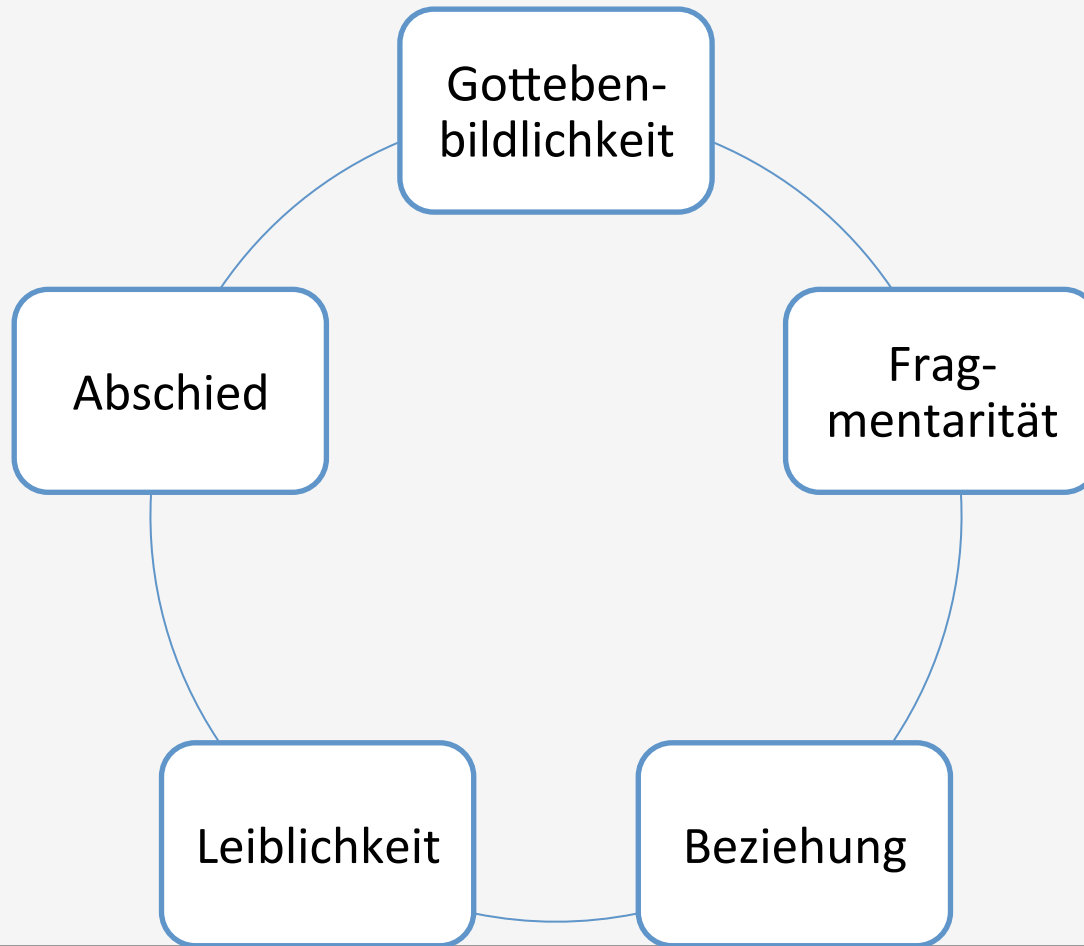 Gotteben-
bildlichkeit
Frag-
mentarität
Beziehung
Leiblichkeit
Abschied